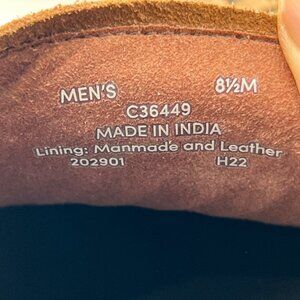 MEN'S 8½M
C36449
MADE IN INDIA
Lining: Manmade and Leather
202901 H22